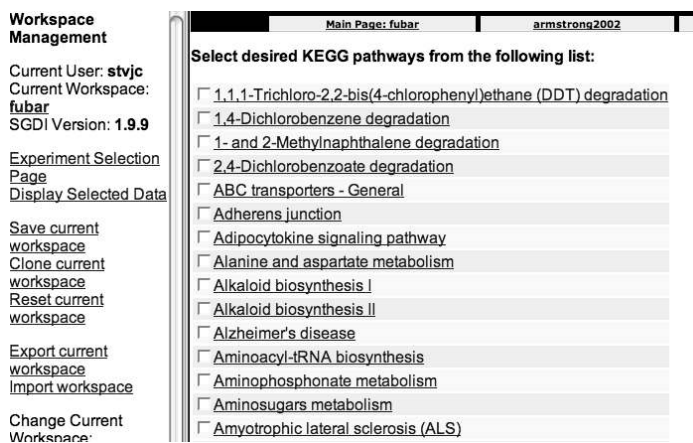 Workspace
Management
Current User: stvjc
Current Workspace:
fubar
SGDI Version: 1.9.9
Experiment Selection
Page
Display Selected Data
Save current
workspace
Clone current
workspace
Reset current
workspace
Export current
workspace
Import workspace
Change Current
Workspace:
Main Page: fubar
armstrong2002
Select desired KEGG pathways from the following list:
1,1,1-Trichloro-2,2-bis(4-chlorophenyl)ethane (DDT) degradation
1,4-Dichlorobenzene degradation
1- and 2-Methylnaphthalene degradation
2,4-Dichlorobenzoate degradation
ABC transporters - General
Adherens junction
Adipocytokine signaling pathway
Alanine and aspartate metabolism
Alkaloid biosynthesis I
Alkaloid biosynthesis II
Alzheimer's disease
Aminoacyl-tRNA biosynthesis
Aminophosphonate metabolism
Aminosugars metabolism
Amyotrophic lateral sclerosis (ALS)